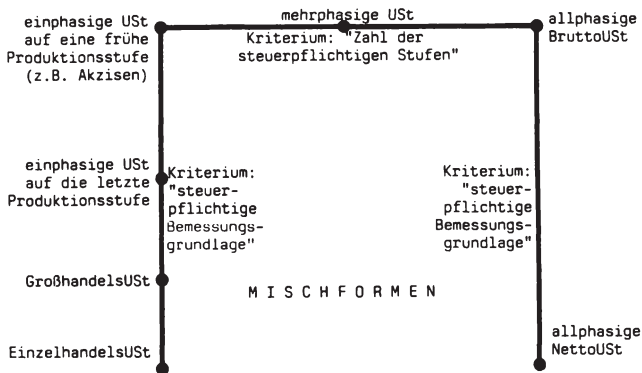 einphasige USt
auf eine frühe
Produktionsstufe
(z.B. Akzisen)
mehrphasige USt
Kriterium: "Zahl der
steuerpflichtigen Stufen"
allphasige
BruttoUSt
einphasige USt
auf die letzte
Produktionsstufe
Kriterium:
"steuer-
pflichtige
Bemessungs-
grundlage"
Kriterium:
"steuer-
pflichtige
Bemessungs-
grundlage"
GroßhandelsUSt
MISCHFORMEN
EinzelhandelsUSt
allphasige
NettoUSt